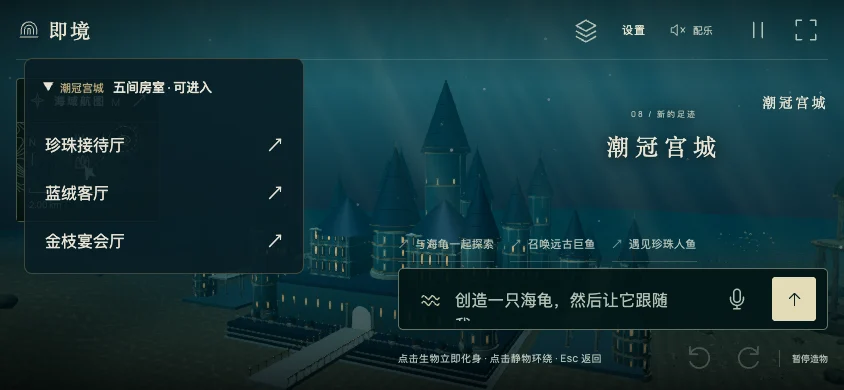 即境
设置
配乐
潮冠宫城 五间房室·可进入
海域航图 M
珍珠接待厅
蓝绒客厅
金枝宴会厅
潮冠宫城
08 / 新的足迹
潮冠宫城
与海龟一起探索
召唤远古巨鱼
遇见珍珠人鱼
创造一只海龟，然后让它跟随
点击生物立即化身·点击静物环绕·Esc 返回
暂停造物